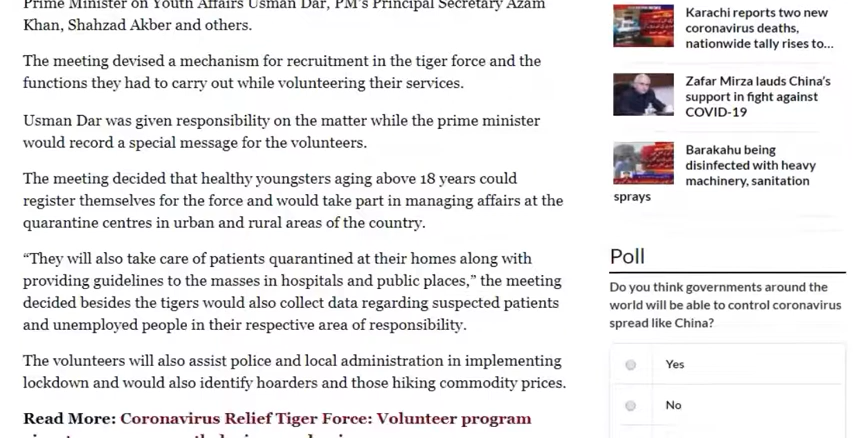 Prime Minister on Youth Affairs Usman Dar, PM's Principal Secretary Azam
Khan, Shahzad Akber and others.
The meeting devised a mechanism for recruitment in the tiger force and the
functions they had to carry out while volunteering their services.
Usman Dar was given responsibility on the matter while the prime minister
would record a special message for the volunteers.
The meeting decided that healthy youngsters aging above 18 years could
register themselves for the force and would take part in managing affairs at the
quarantine centres in urban and rural areas of the country.
“They will also take care of patients quarantined at their homes along with
providing guidelines to the masses in hospitals and public places,” the meeting
decided besides the tigers would also collect data regarding suspected patients
and unemployed people in their respective area of responsibility.
The volunteers will also assist police and local administration in implementing
lockdown and would also identify hoarders and those hiking commodity prices.
Read More: Coronavirus Relief Tiger Force: Volunteer program
Karachi reports two new
coronavirus deaths,
nationwide tally rises to...
Zafar Mirza lauds China's
support in fight against
COVID-19
Barakahu being
disinfected with heavy
machinery, sanitation
sprays
Poll
Do you think governments around the
world will be able to control coronavirus
spread like China?
Yes
No